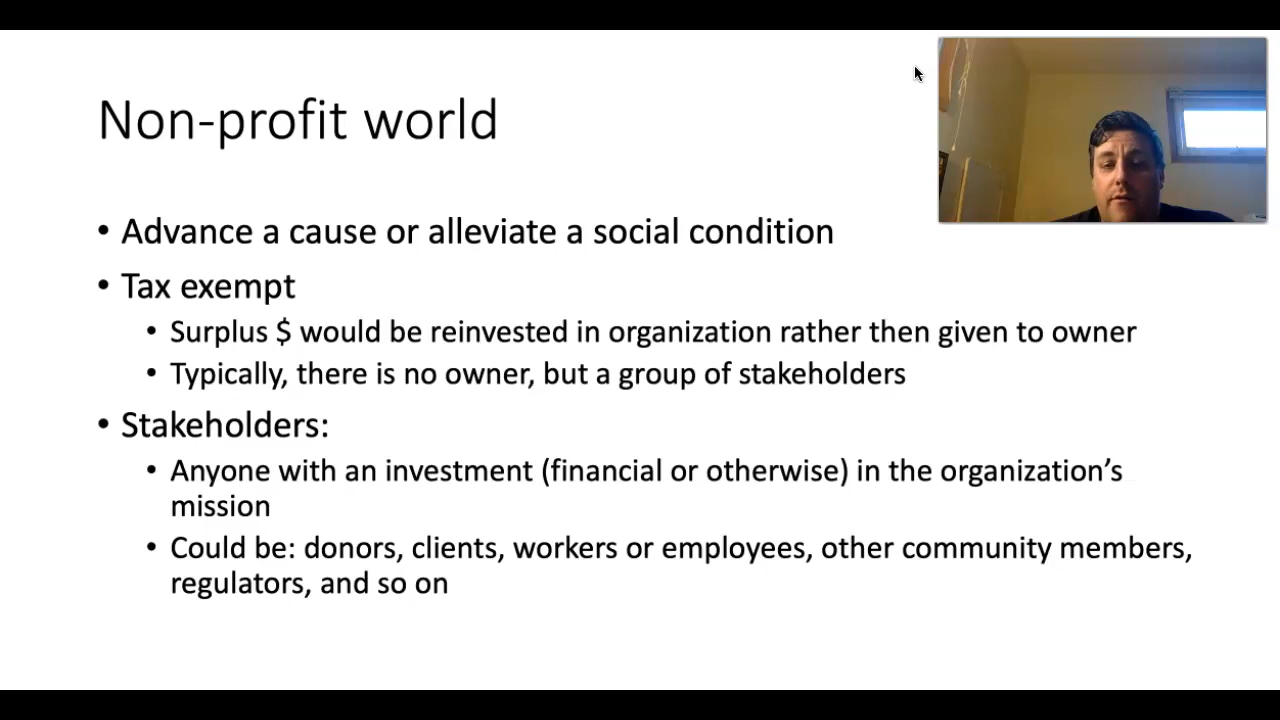 Non-profit world
• Advance a cause or alleviate a social condition
• Tax exempt
• Surplus $ would be reinvested in organization rather then given to owner
• Typically, there is no owner, but a group of stakeholders
• Stakeholders:
• Anyone with an investment (financial or otherwise) in the organization’s
mission
• Could be: donors, clients, workers or employees, other community members,
regulators, and so on